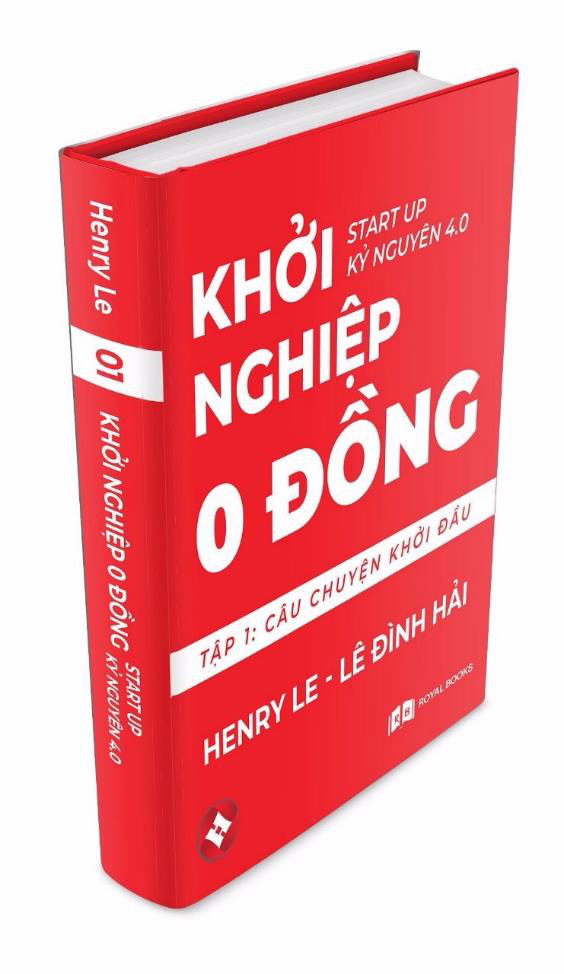 Henry Le
01
KHỞI NGHIỆP 0 ĐỒNG
START UP
KỶ NGUYÊN 4.0
KHỞI
START UP
KỶ NGUYÊN 4.0
NGHIỆP
0 ĐỒNG
TẬP 1: CÂU CHUYỆN KHỞI ĐẦU
HENRY LE - LÊ ĐÌNH HẢI
RB ROYAL BOOKS
H